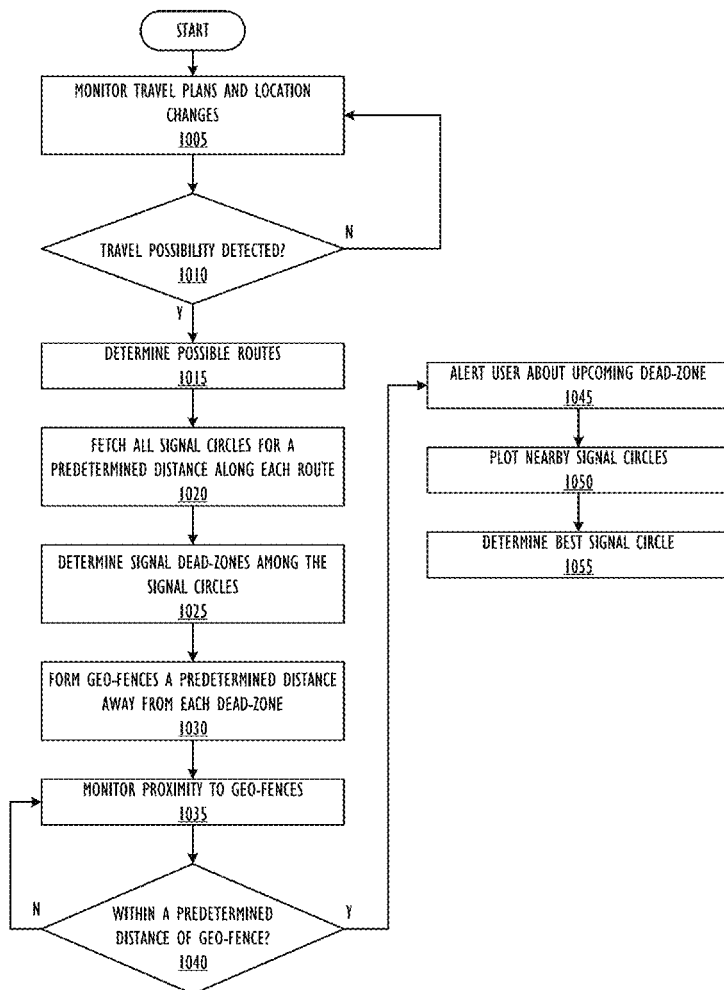 START
MONITOR TRAVEL PLANS AND LOCATION
CHANGES
1005
TRAVEL POSSIBILITY DETECTED?
1010
N
Y
DETERMINE POSSIBLE ROUTES
1015
FETCH ALL SIGNAL CIRCLES FOR A
PREDETERMINED DISTANCE ALONG EACH ROUTE
1020
DETERMINE SIGNAL DEAD-ZONES AMONG THE
SIGNAL CIRCLES
1025
FORM GEO-FENCES A PREDETERMINED DISTANCE
AWAY FROM EACH DEAD-ZONE
1030
MONITOR PROXIMITY TO GEO-FENCES
1035
WITHIN A PREDETERMINED
DISTANCE OF GEO-FENCE?
1040
N
Y
ALERT USER ABOUT UPCOMING DEAD-ZONE
1045
PLOT NEARBY SIGNAL CIRCLES
1050
DETERMINE BEST SIGNAL CIRCLE
1055